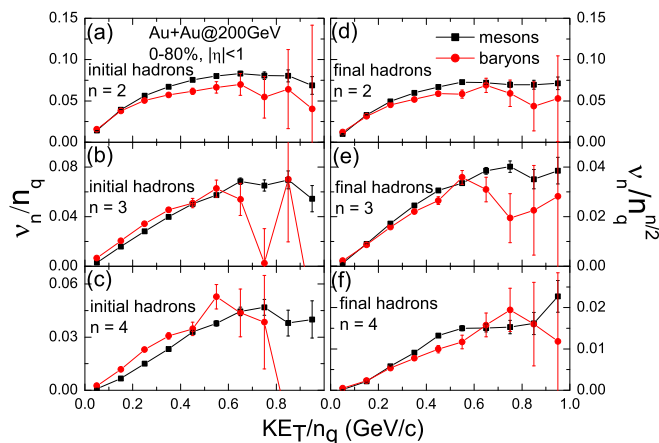 (a)
Au+Au@200GeV
0-80%, |η|<1
initial hadrons
n = 2
0.15
0.10
0.05
0.00
(d)
mesons
baryons
final hadrons
n = 2
0.15
0.10
0.05
0.00
(b)
initial hadrons
n = 3
0.08
0.04
0.00
(e)
final hadrons
n = 3
0.04
0.02
0.00
(c)
initial hadrons
n = 4
0.06
0.03
0.00
(f)
final hadrons
n = 4
0.02
0.01
0.00
ν_n/n_q
ν_n/n_q^{n/2}
0.0 0.2 0.4 0.6 0.8 0.0 0.2 0.4 0.6 0.8 1.0
KE_T/n_q (GeV/c)